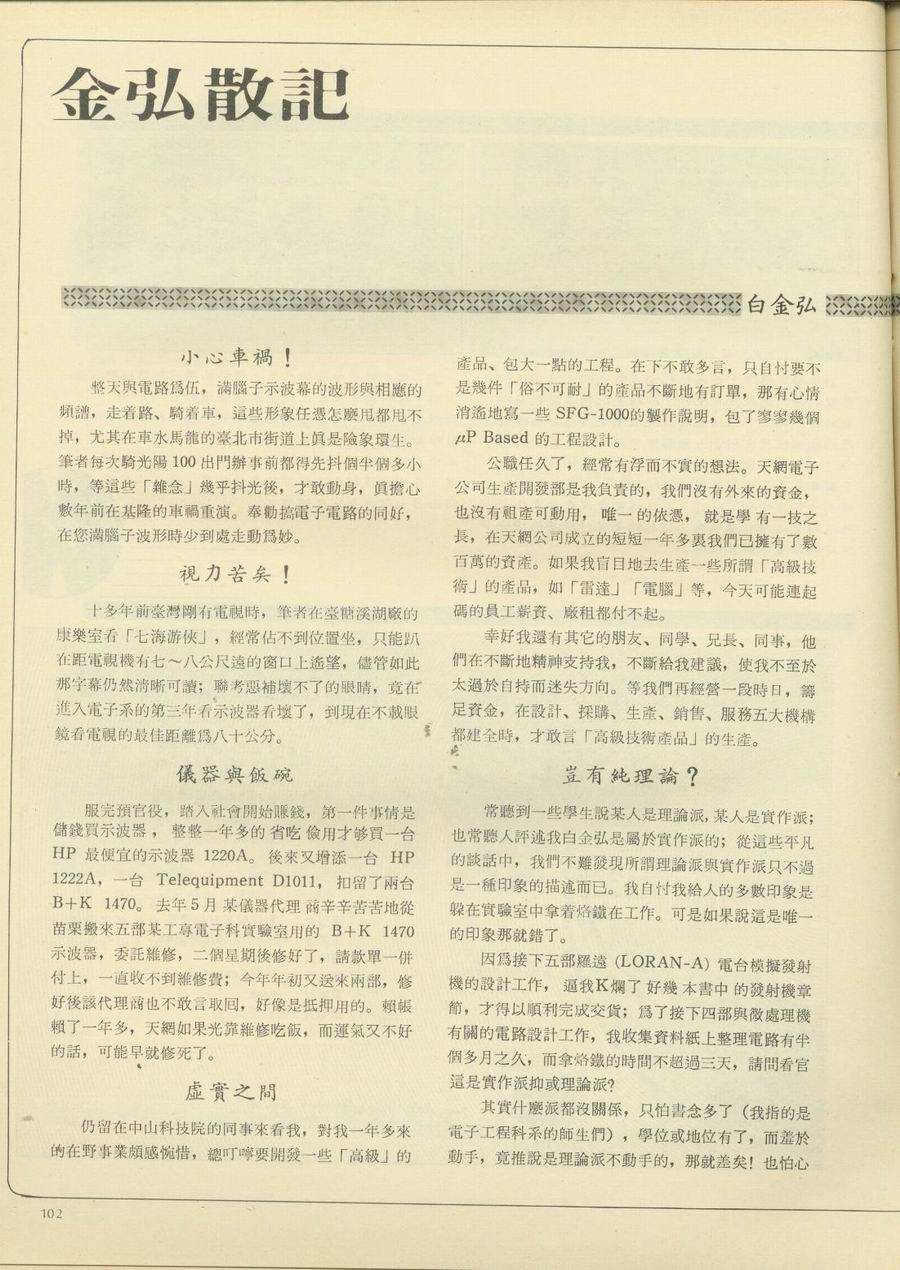 金弘散記
白金弘
小心車禍！
整天與電路爲伍，滿腦子示波幕的波形與相應的
頻譜，走着路、騎着車，這些形象任憑怎麽甩都甩不
掉，尤其在車水馬龍的臺北市街道上眞是險象環生。
筆者每次騎光陽 100 出門辦事前都得先抖個半個多小
時，等這些「雜念」幾乎抖光後，才敢動身，眞擔心
數年前在基隆的車禍重演。奉勸搞電子電路的同好，
在您滿腦子波形時少到處走動爲妙。
視力苦矣！
十多年前臺灣剛有電視時，筆者在臺糖溪湖廠的
康樂室看「七海游俠」，經常佔不到位置坐，只能趴
在距電視機有七～八公尺遠的窗口上遙望，儘管如此
那字幕仍然清晰可讀；聯考惡補壞不了的眼睛，竟在
進入電子系的第三年看示波器看壞了，到現在不載眼
鏡看電視的最佳距離爲八十公分。
儀器與飯碗
服完預官役，踏入社會開始賺錢，第一件事情是
儲錢買示波器，整整一年多的省吃儉用才够買一台
HP 最便宜的示波器 1220A。後來又增添一台 HP
1222A，一台 Telequipment D1011，扣留了兩台
B+K 1470。去年5月某儀器代理商辛辛苦苦地從
苗栗搬來五部某工專電子科實驗室用的 B+K 1470
示波器，委託維修，二個星期後修好了，請款單一併
付上，一直收不到維修費；今年年初又送來兩部，修
好後該代理商也不敢言取回，好像是抵押用的。賴帳
賴了一年多，天網如果光靠維修吃飯，而運氣又不好
的話，可能早就修死了。
虛實之間
仍留在中山科技院的同事來看我，對我一年多來
的在野事業頗感惋惜，總叮嚀要開發一些「高級」的
產品、包大一點的工程。在下不敢多言，只自忖要不
是幾件「俗不可耐」的產品不斷地有訂單，那有心情
消遙地寫一些 SFG-1000的製作說明，包了寥寥幾個
μP Based 的工程設計。
公職任久了，經常有浮而不實的想法。天網電子
公司生產開發部是我負責的，我們沒有外來的資金，
也沒有祖產可動用，唯一的依憑，就是學有一技之
長，在天網公司成立的短短一年多裏我們已擁有了數
百萬的資產。如果我盲目地去生產一些所謂「高級技
術」的產品，如「雷達」「電腦」等，今天可能連起
碼的員工薪資、廠租都付不起。
幸好我還有其它的朋友、同學、兄長、同事，他
們在不斷地精神支持我，不斷給我建議，使我不至於
太過於自持而迷失方向。等我們再經營一段時日，籌
足資金，在設計、採購、生產、銷售、服務五大機構
都建全時，才敢言「高級技術產品」的生產。
豈有純理論？
常聽到一些學生說某人是理論派,某人是實作派；
也常聽人評述我白金弘是屬於實作派的；從這些平凡
的談話中，我們不難發現所謂理論派與實作派只不過
是一種印象的描述而已。我自忖我給人的多數印象是
躲在實驗室中拿着烙鐵在工作。可是如果說這是唯一
的印象那就錯了。
因爲接下五部羅遠 (LORAN-A) 電台模擬發射
機的設計工作，逼我K爛了好幾本書中的發射機章
節，才得以順利完成交貨；爲了接下四部與微處理機
有關的電路設計工作，我收集資料紙上整理電路有半
個多月之久，而拿烙鐵的時間不超過三天，請問看官
這是實作派抑或理論派?
其實什麽派都沒關係，只怕書念多了（我指的是
電子工程科系的師生們），學位或地位有了，而羞於
動手，竟推說是理論派不動手的，那就差矣！也怕心
102